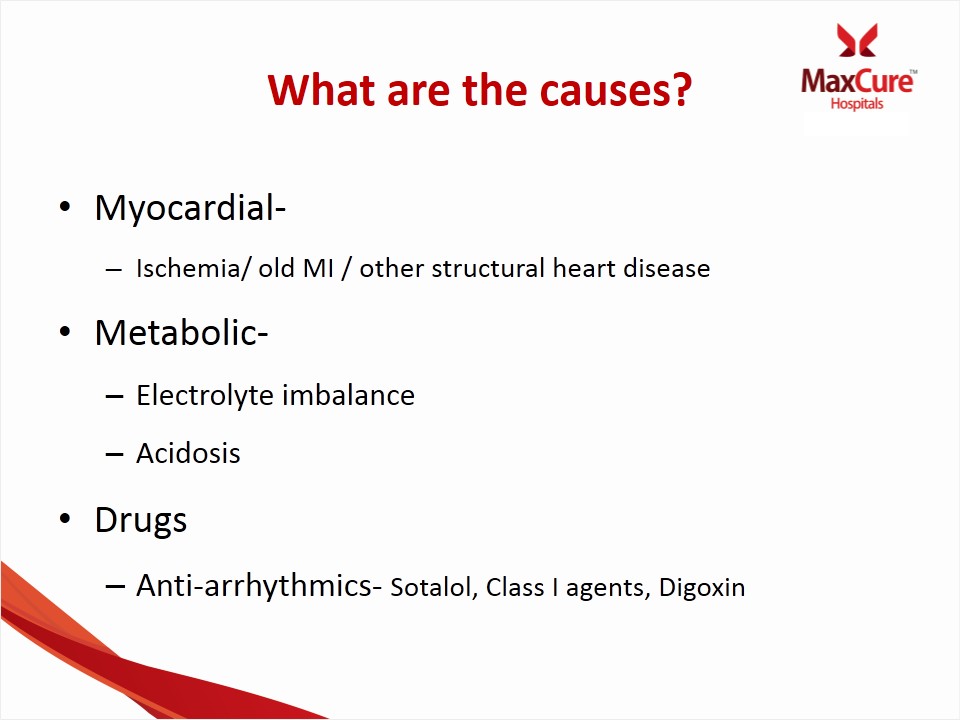 What are the causes?
MaxCure™
Hospitals
• Myocardial-
– Ischemia/ old MI / other structural heart disease
• Metabolic-
– Electrolyte imbalance
– Acidosis
• Drugs
– Anti-arrhythmics- Sotalol, Class I agents, Digoxin